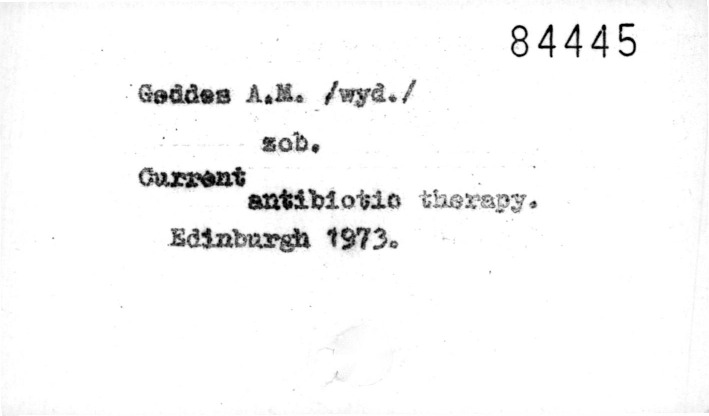 84445
Geddes A.M. /wyd./
zob.
Current
antibiotic therapy.
Edinburgh 1973.